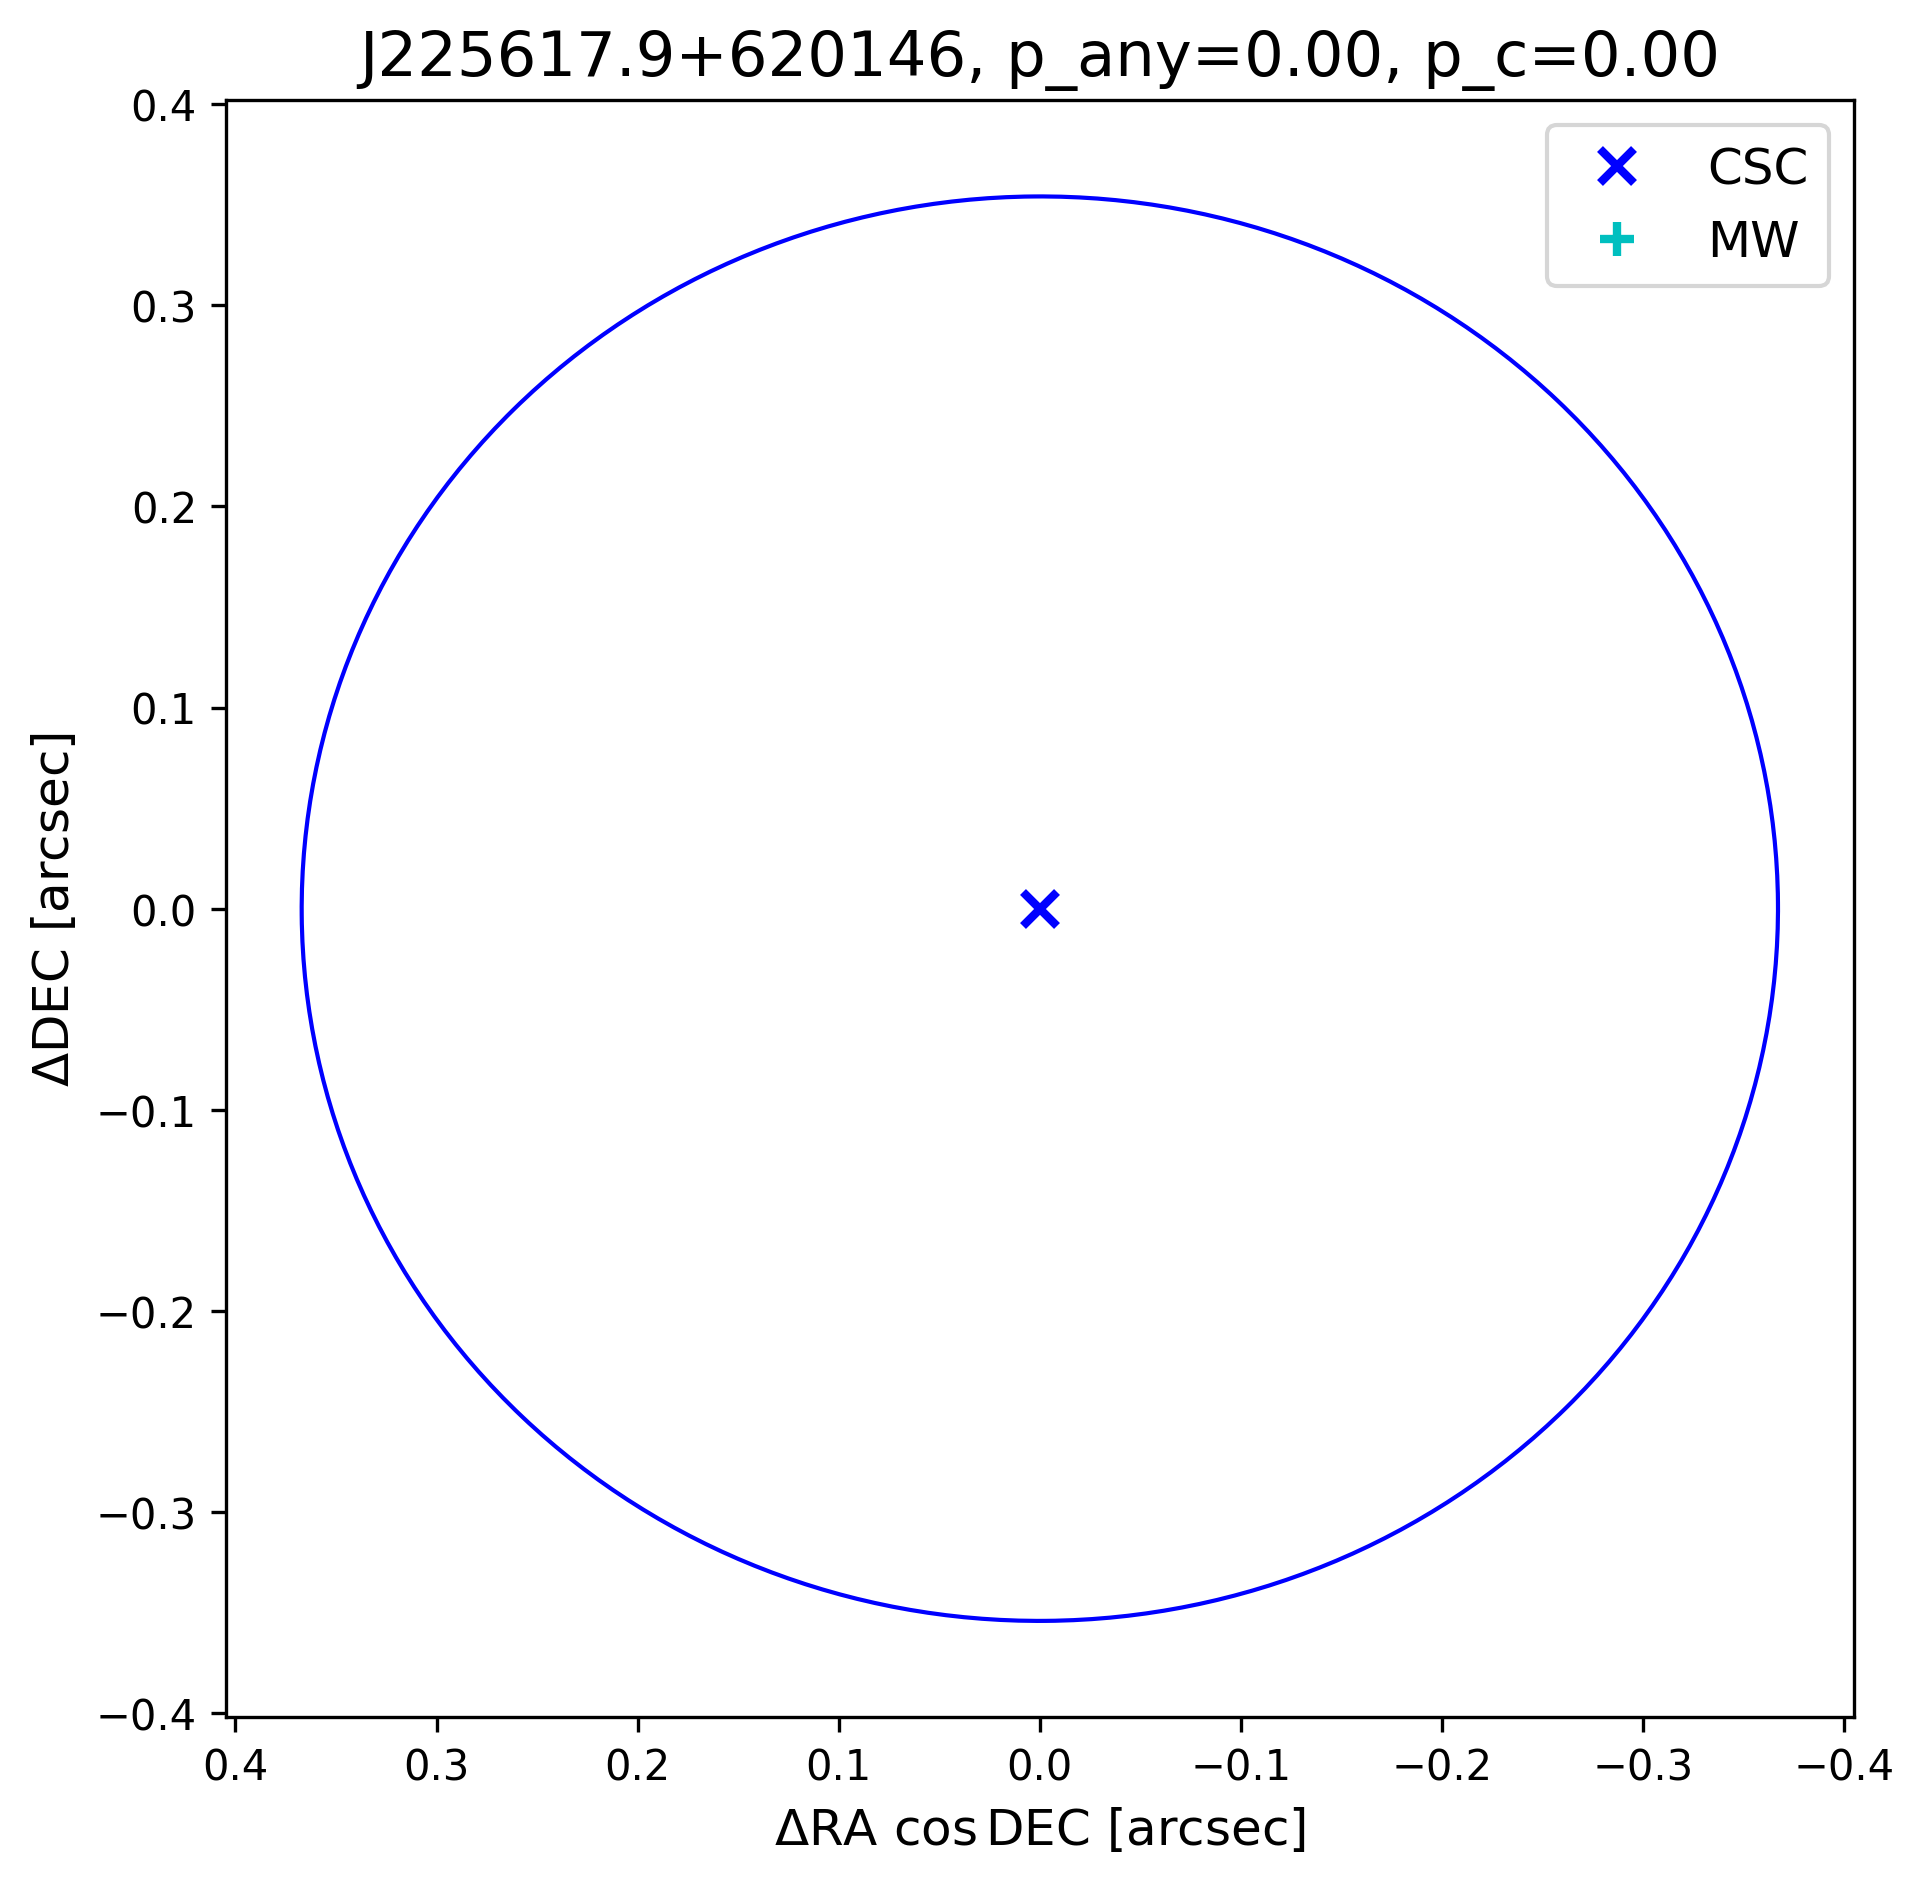 J225617.9+620146, p_any=0.00, p_c=0.00
CSC
MW
0.4
0.3
0.2
0.1
0.0
−0.1
−0.2
−0.3
−0.4
ΔDEC [arcsec]
0.4 0.3 0.2 0.1 0.0 −0.1 −0.2 −0.3 −0.4
ΔRA cos DEC [arcsec]